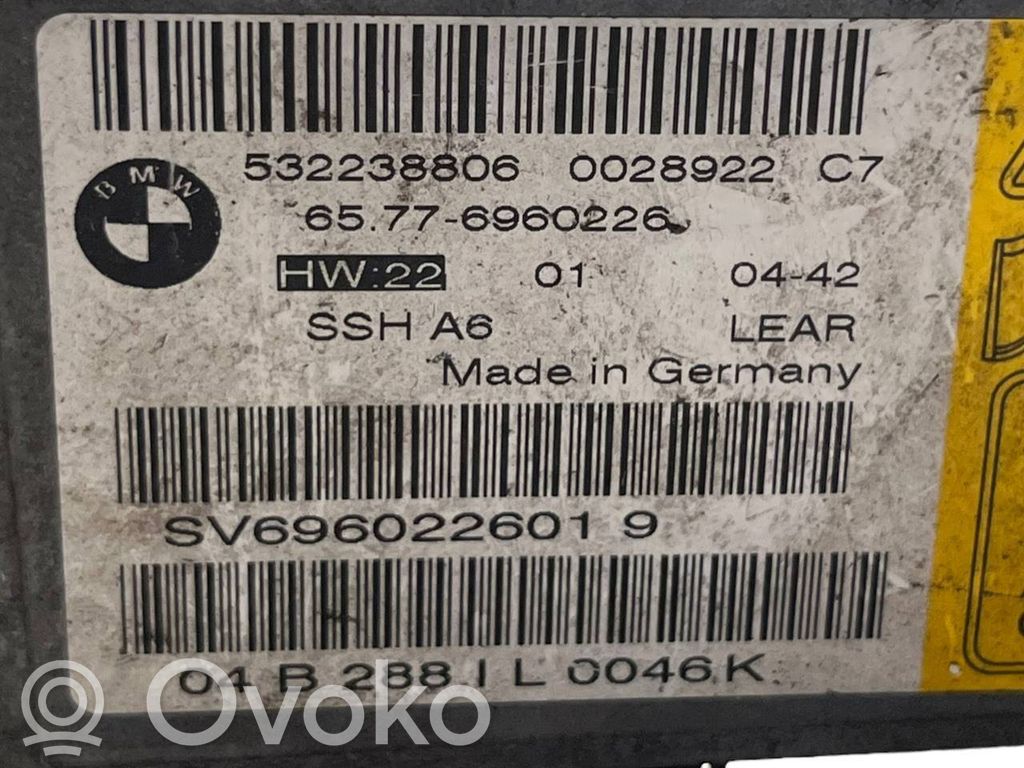 532238806 0028922 C7
BMW
65.77-6960226
HW:22 01 04-42
SSH A6 LEAR
Made in Germany
SV696022601 9
04 B 288 I L 0046 K
Ovoko